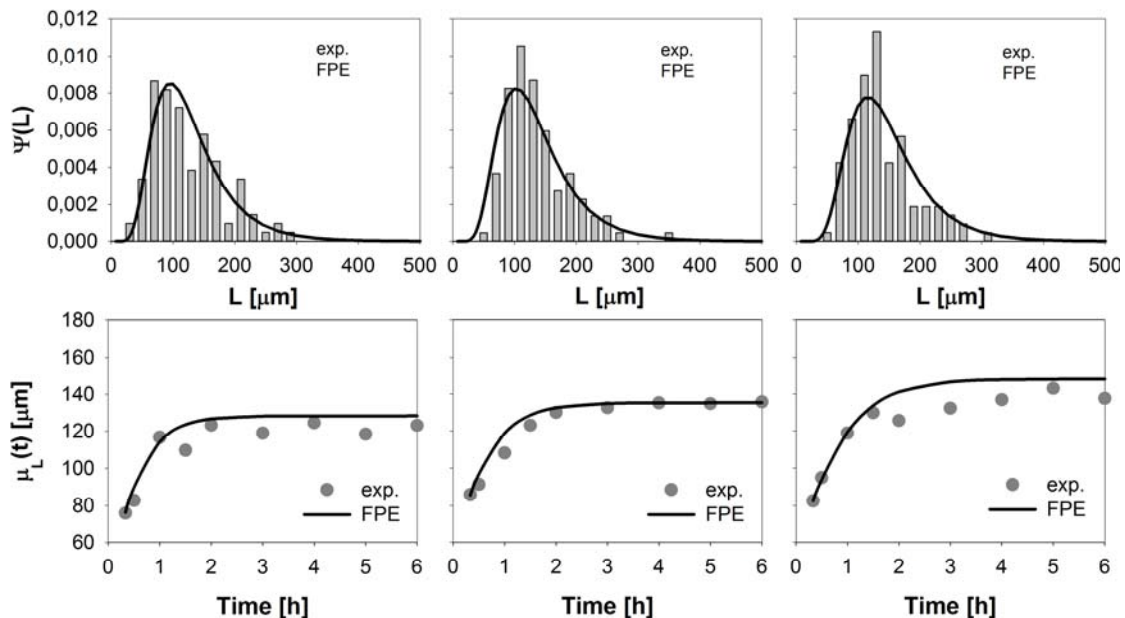 0,012
0,010
0,008
0,006
0,004
0,002
0,000
Ψ(L)
exp.
FPE
0 100 200 300 400 500
L [μm]
exp.
FPE
0 100 200 300 400 500
L [μm]
exp.
FPE
0 100 200 300 400 500
L [μm]
180
160
140
120
100
80
60
μL(t) [μm]
exp.
FPE
0 1 2 3 4 5 6
Time [h]
exp.
FPE
0 1 2 3 4 5 6
Time [h]
exp.
FPE
0 1 2 3 4 5 6
Time [h]